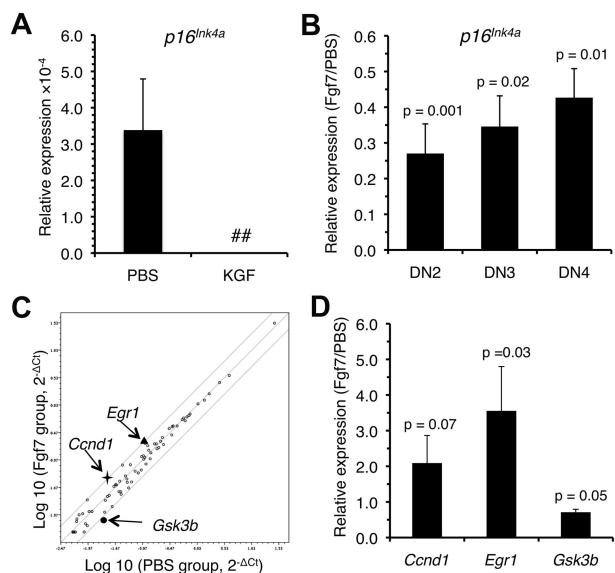 A
p16Ink4a
Relative expression ×10-4
6.0
5.0
4.0
3.0
2.0
1.0
0.0
##
PBS
KGF
B
p16Ink4a
Relative expression (Fgf7/PBS)
0.6
0.5
0.4
0.3
0.2
0.1
0
p = 0.001
p = 0.02
p = 0.01
DN2
DN3
DN4
C
Log 10 (Fgf7 group, 2-ΔCt)
Egr1
Ccnd1
Gsk3b
Log 10 (PBS group, 2-ΔCt)
D
Relative expression (Fgf7/PBS)
6.0
5.0
4.0
3.0
2.0
1.0
0.0
p = 0.07
p =0.03
p = 0.05
Ccnd1
Egr1
Gsk3b